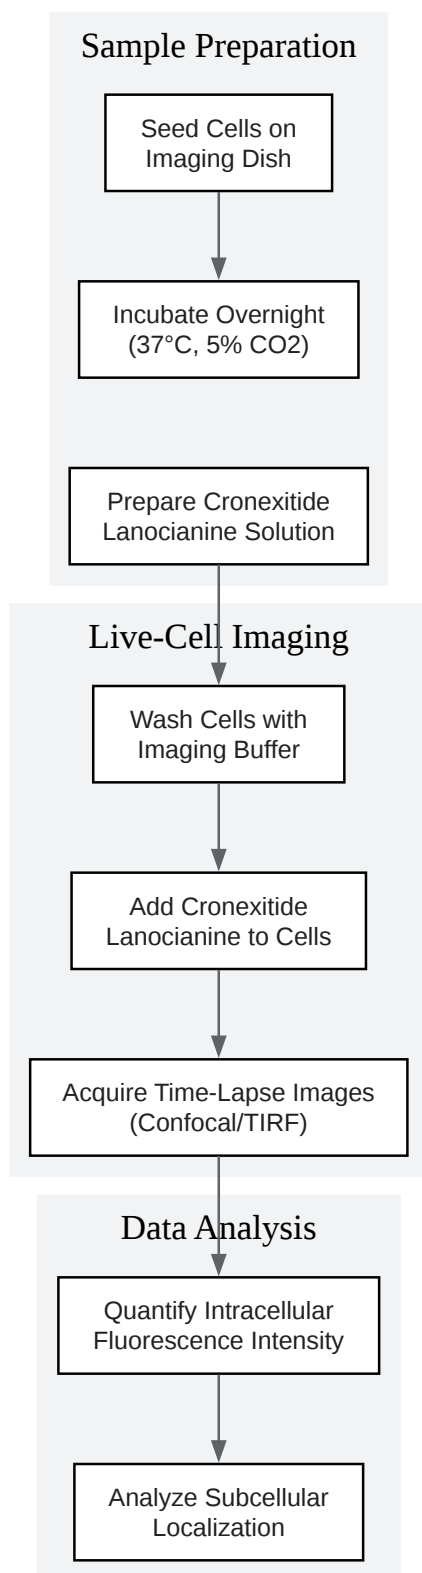 Sample Preparation
Seed Cells on
Imaging Dish
Incubate Overnight
(37°C, 5% CO2)
Prepare Cronexitide
Lanocianine Solution
Live-Cell Imaging
Wash Cells with
Imaging Buffer
Add Cronexitide
Lanocianine to Cells
Acquire Time-Lapse Images
(Confocal/TIRF)
Data Analysis
Quantify Intracellular
Fluorescence Intensity
Analyze Subcellular
Localization